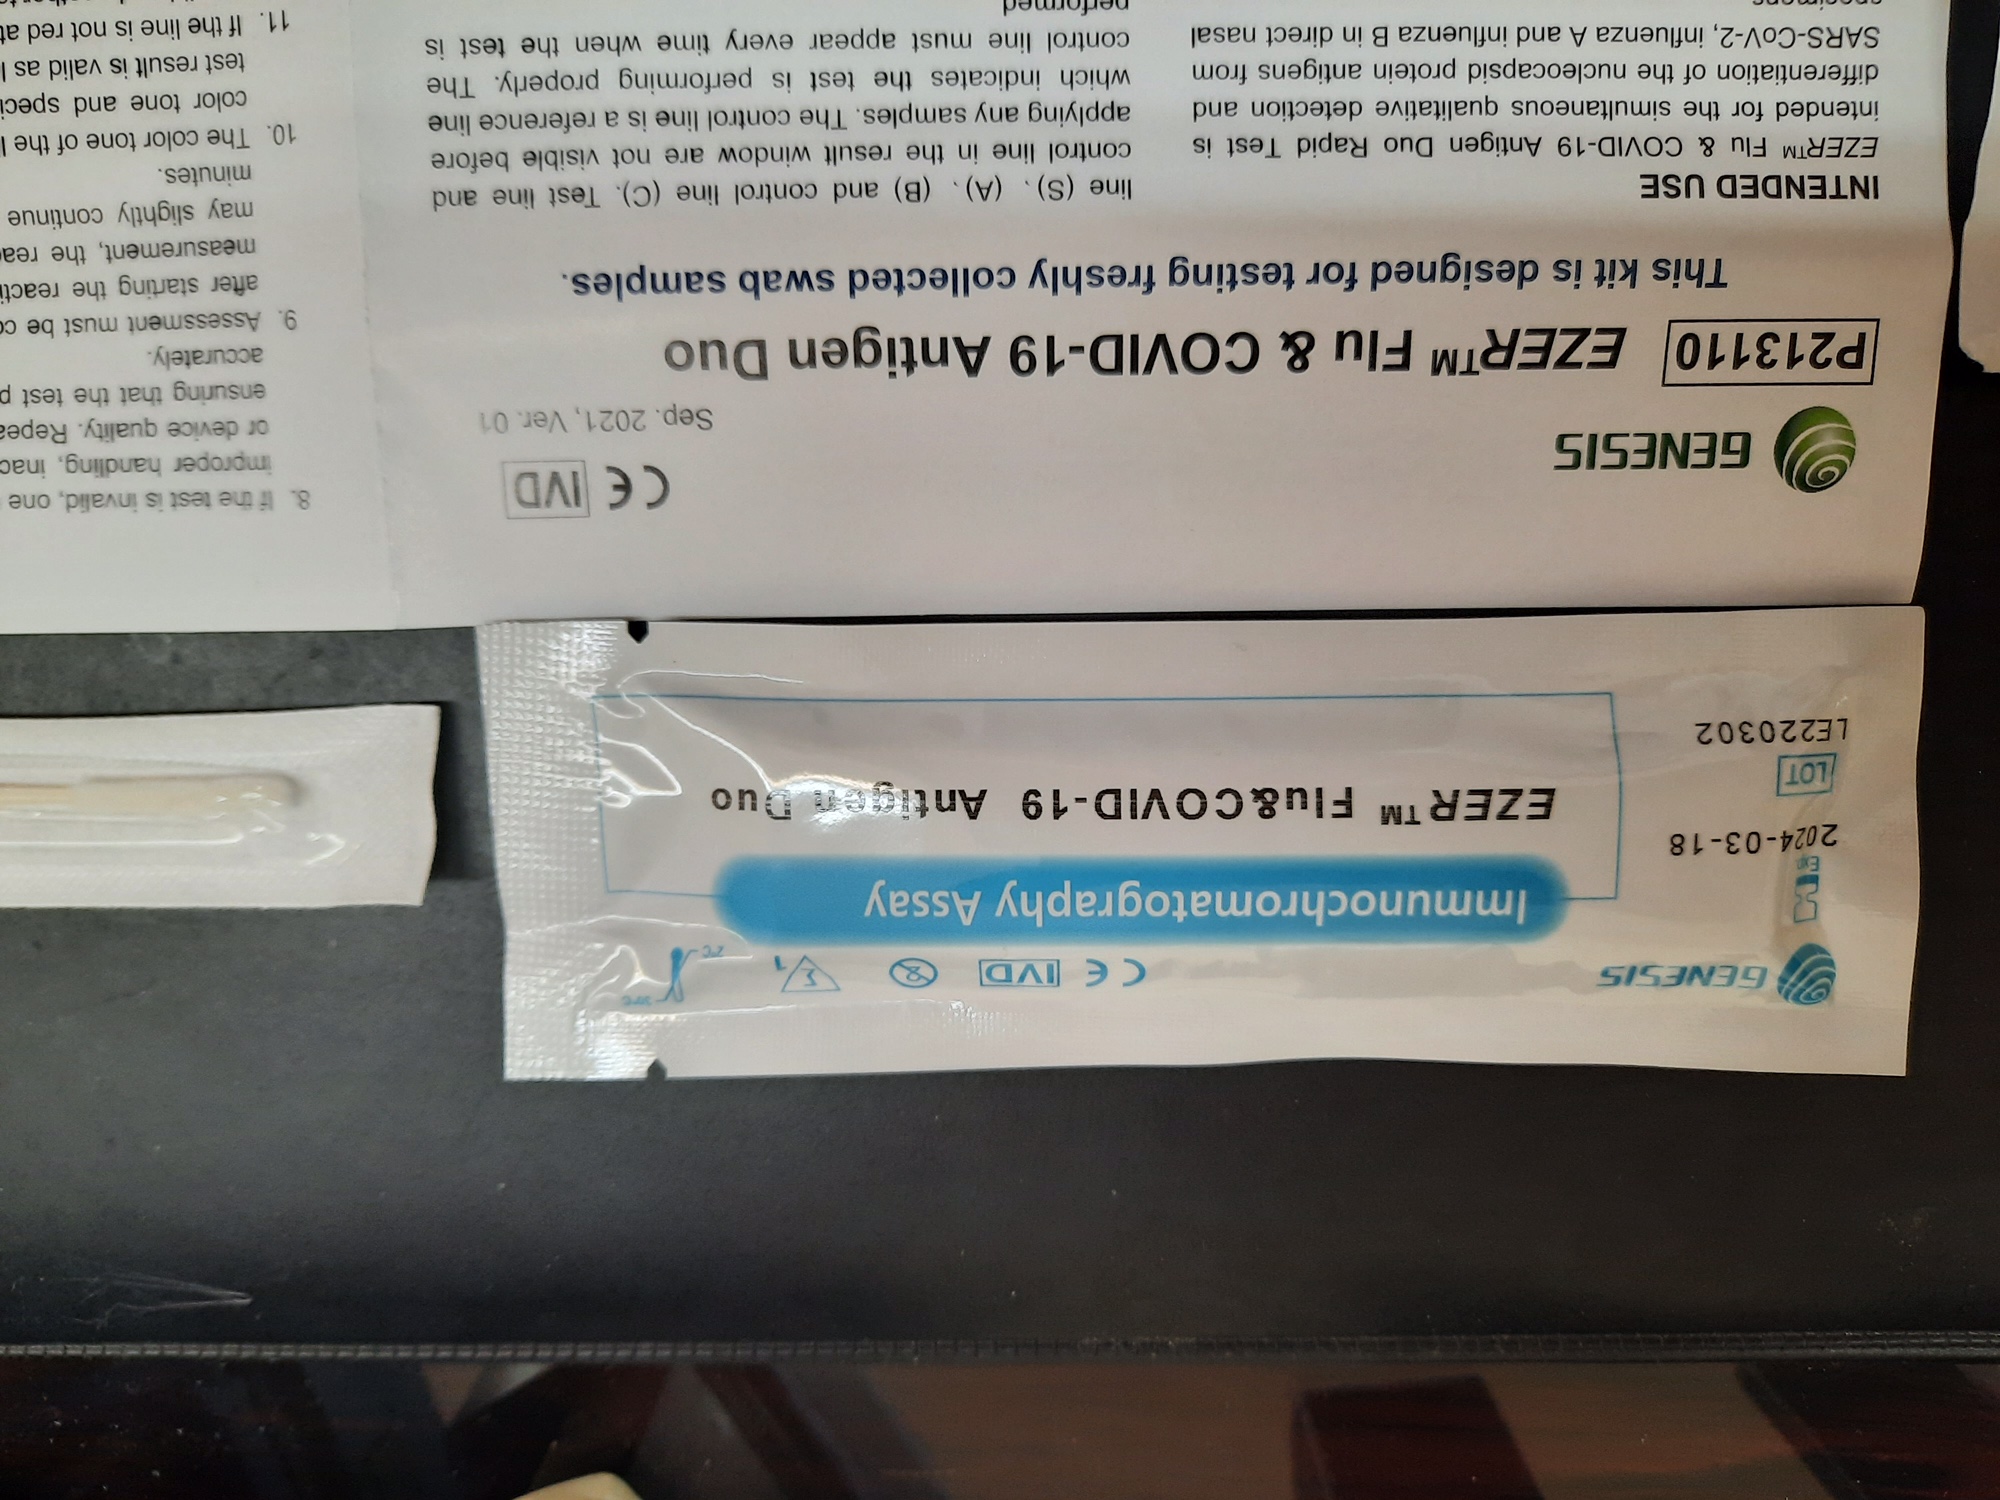 GENESIS
Exp.
2024-03-18
LOT
LE220302
CE IVD
2°C
30°C
Immunochromatography Assay
EZER™ Flu&COVID-19 Antigen Duo
GENESIS
CE IVD
Sep. 2021, Ver. 01
P213110 EZER™ Flu & COVID-19 Antigen Duo
This kit is designed for testing freshly collected swab samples.
INTENDED USE
EZER™ Flu & COVID-19 Antigen Duo Rapid Test is
intended for the simultaneous qualitative detection and
differentiation of the nucleocapsid protein antigens from
SARS-CoV-2, influenza A and influenza B in direct nasal
line (S)、(A)、(B) and control line (C). Test line and
control line in the result window are not visible before
applying any samples. The control line is a reference line
which indicates the test is performing properly. The
control line must appear every time when the test is
performed
8. If the test is invalid, one
improper handling,
or device quality.
ensuring that the test
accurately.
9. Assessment must be
after starting the
measurement, the
may slightly continue
minutes.
10. The color tone of the
color tone and
test result is valid as
11. If the line is not red